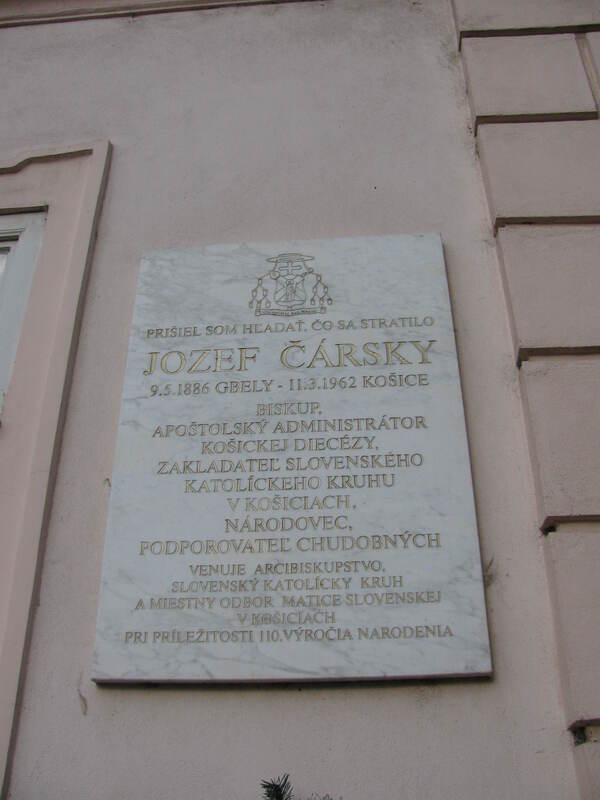 PRIŠIEL SOM HĽADAŤ, ČO SA STRATILO
JOZEF ČÁRSKY
9.5.1886 GBELY - 11.3.1962 KOŠICE
BISKUP,
APOŠTOLSKÝ ADMINISTRÁTOR
KOŠICKEJ DIECÉZY,
ZAKLADATEĽ SLOVENSKÉHO
KATOLÍCKEHO KRUHU
V KOŠICIACH,
NÁRODOVEC,
PODPOROVATEĽ CHUDOBNÝCH
VENUJE ARCIBISKUPSTVO,
SLOVENSKÝ KATOLÍCKY KRUH
A MIESTNY ODBOR MATICE SLOVENSKEJ
V KOŠICIACH
PRI PRÍLEŽITOSTI 110.VÝROČIA NARODENIA